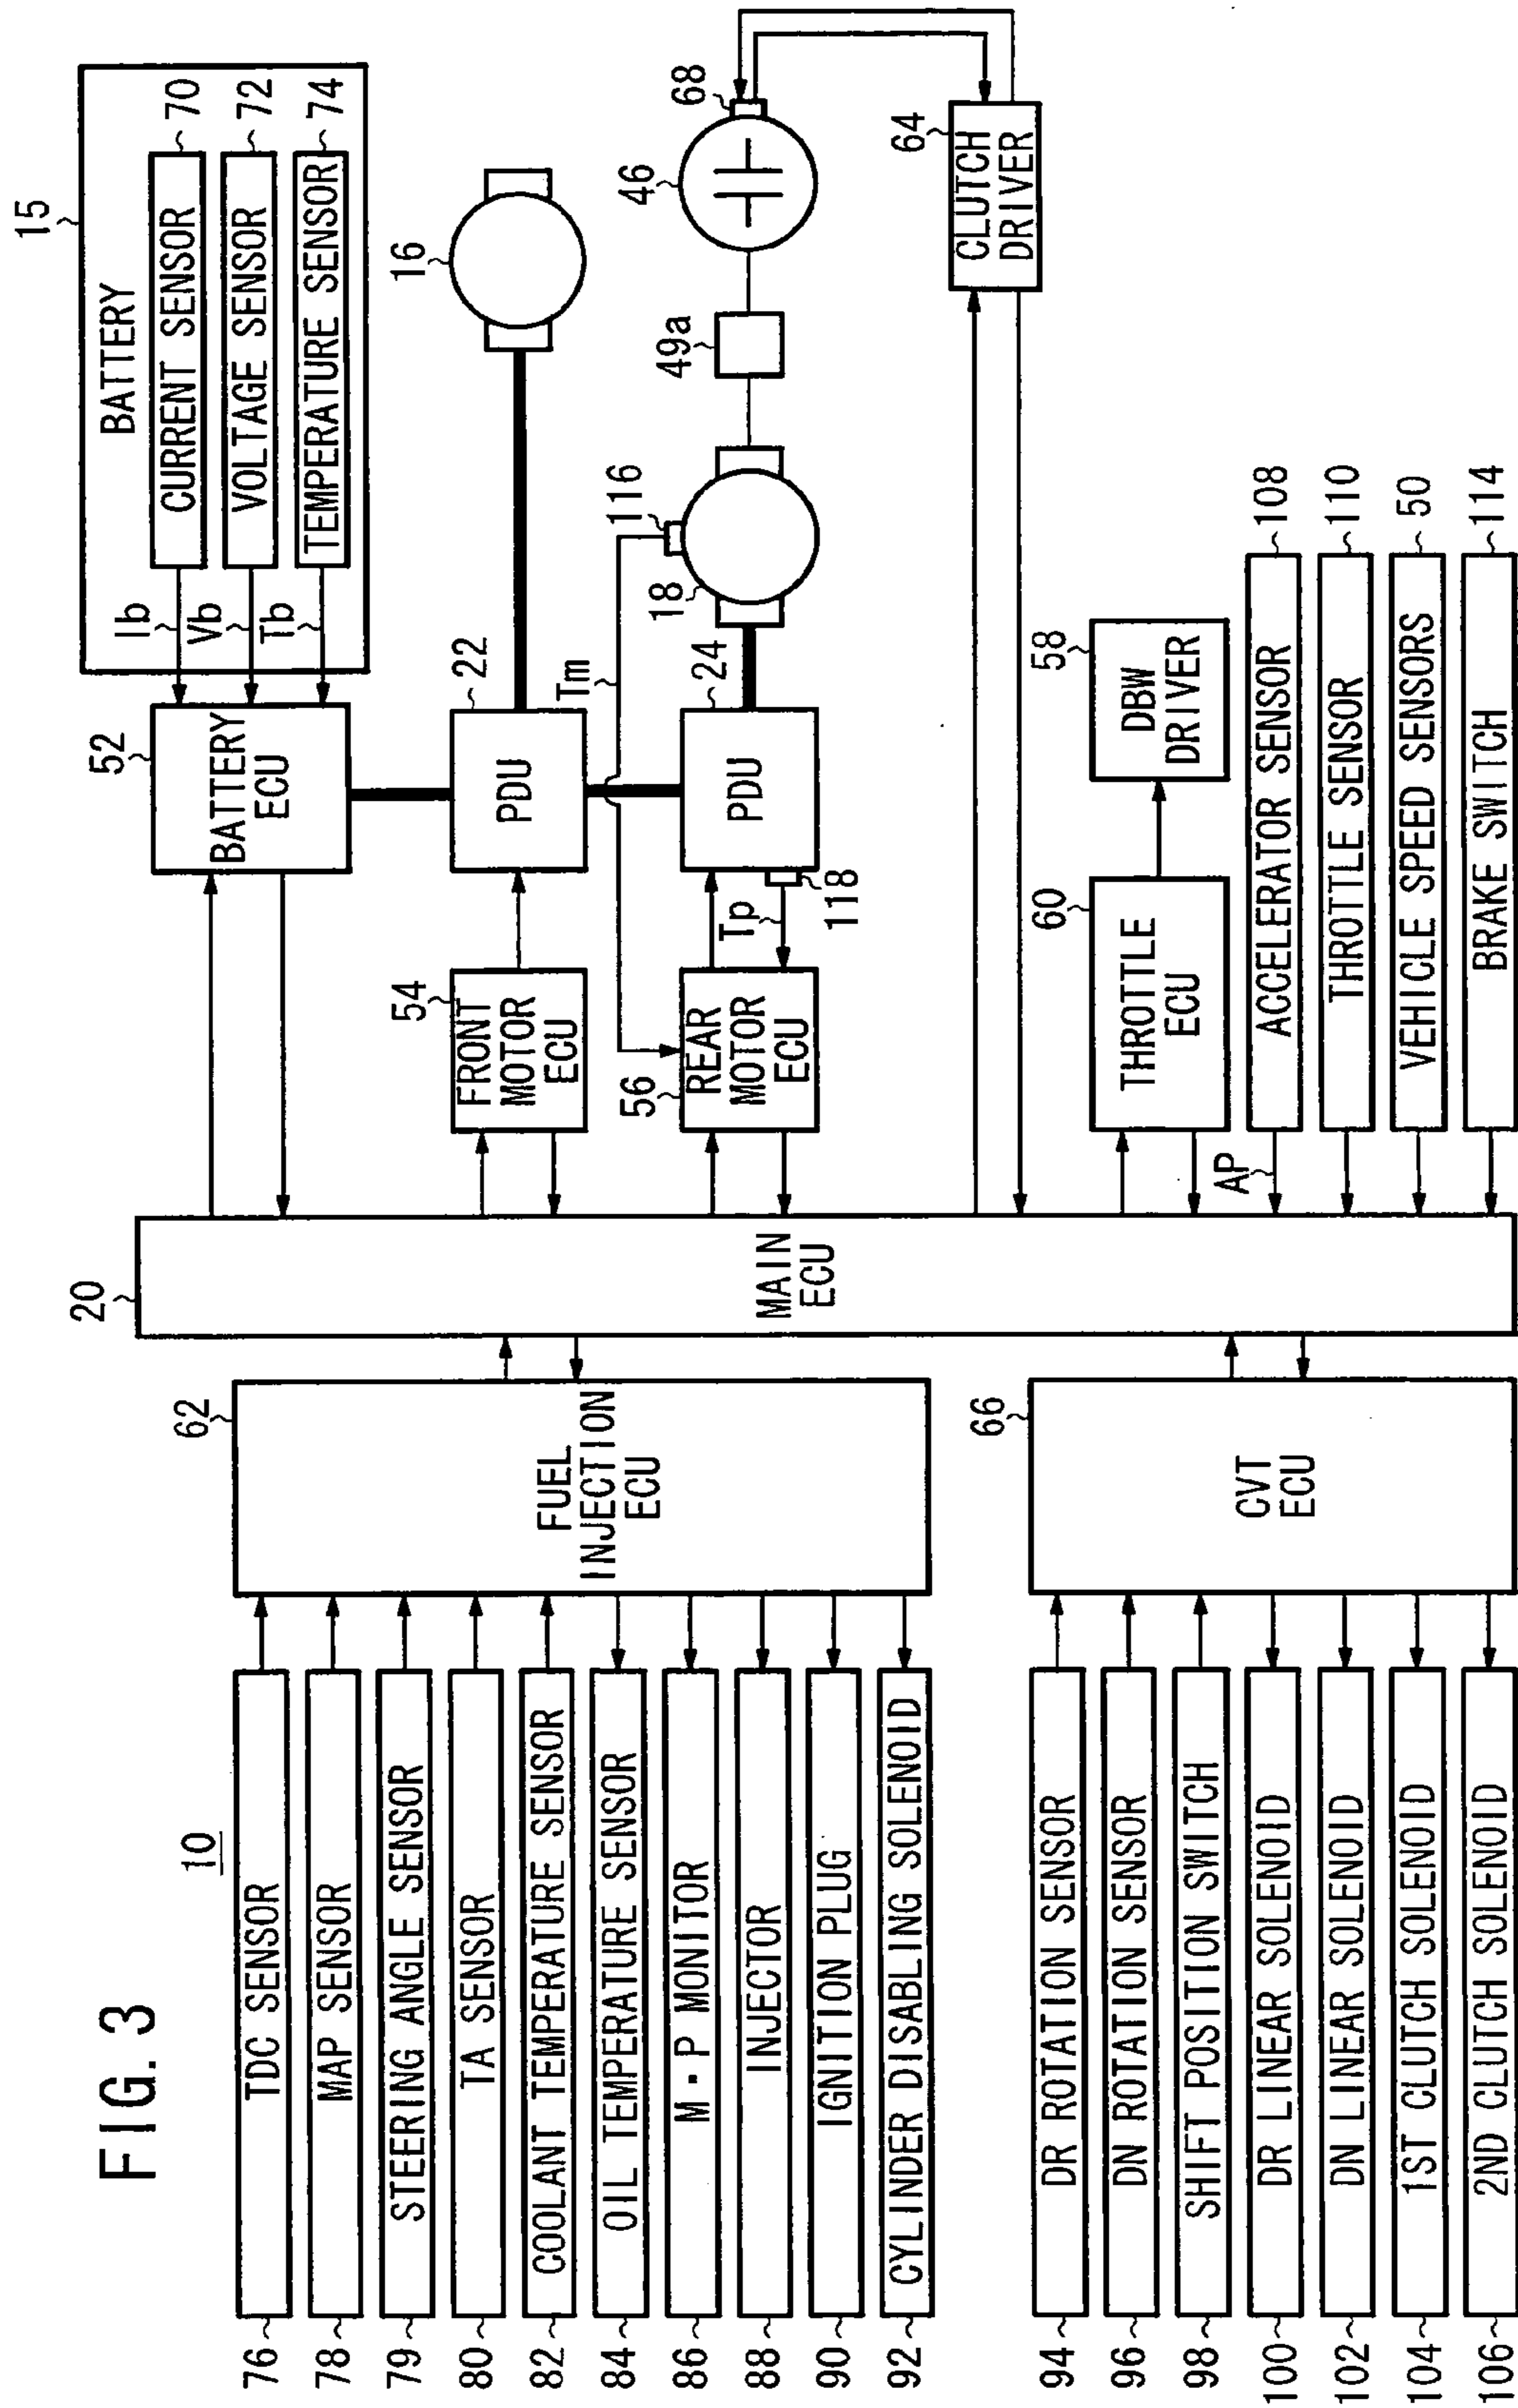 FIG. 3
10
76
TDC SENSOR
78
MAP SENSOR
79
STEERING ANGLE SENSOR
80
TA SENSOR
82
COOLANT TEMPERATURE SENSOR
84
OIL TEMPERATURE SENSOR
86
M・P MONITOR
88
INJECTOR
90
IGNITION PLUG
92
CYLINDER DISABLING SOLENOID
94
DR ROTATION SENSOR
96
DN ROTATION SENSOR
98
SHIFT POSITION SWITCH
100
DR LINEAR SOLENOID
102
DN LINEAR SOLENOID
104
1ST CLUTCH SOLENOID
106
2ND CLUTCH SOLENOID
62
FUEL
INJECTION
ECU
66
CVT
ECU
20
MAIN
ECU
52
BATTERY
ECU
15
BATTERY
Ib
CURRENT SENSOR
70
Vb
VOLTAGE SENSOR
72
Tb
TEMPERATURE SENSOR
74
54
FRONT
MOTOR
ECU
22
PDU
16
56
REAR
MOTOR
ECU
Tp
118
24
PDU
Tm
18
116
49a
46
68
64
CLUTCH
DRIVER
60
THROTTLE
ECU
58
DBW
DRIVER
AP
ACCELERATOR SENSOR
108
THROTTLE SENSOR
110
VEHICLE SPEED SENSORS
50
BRAKE SWITCH
114